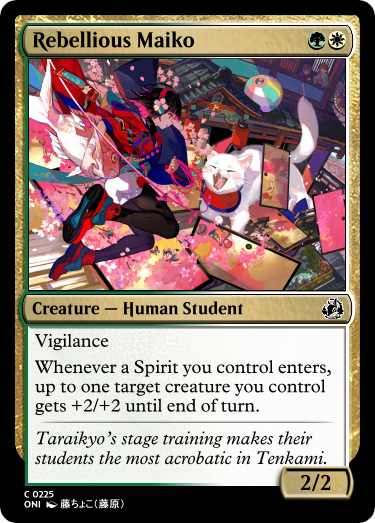 Rebellious Maiko
Creature — Human Student
Vigilance
Whenever a Spirit you control enters,
up to one target creature you control
gets +2/+2 until end of turn.
Taraikyo's stage training makes their
students the most acrobatic in Tenkami.
2/2
C 0225
ONI 藤ちょこ(藤原)